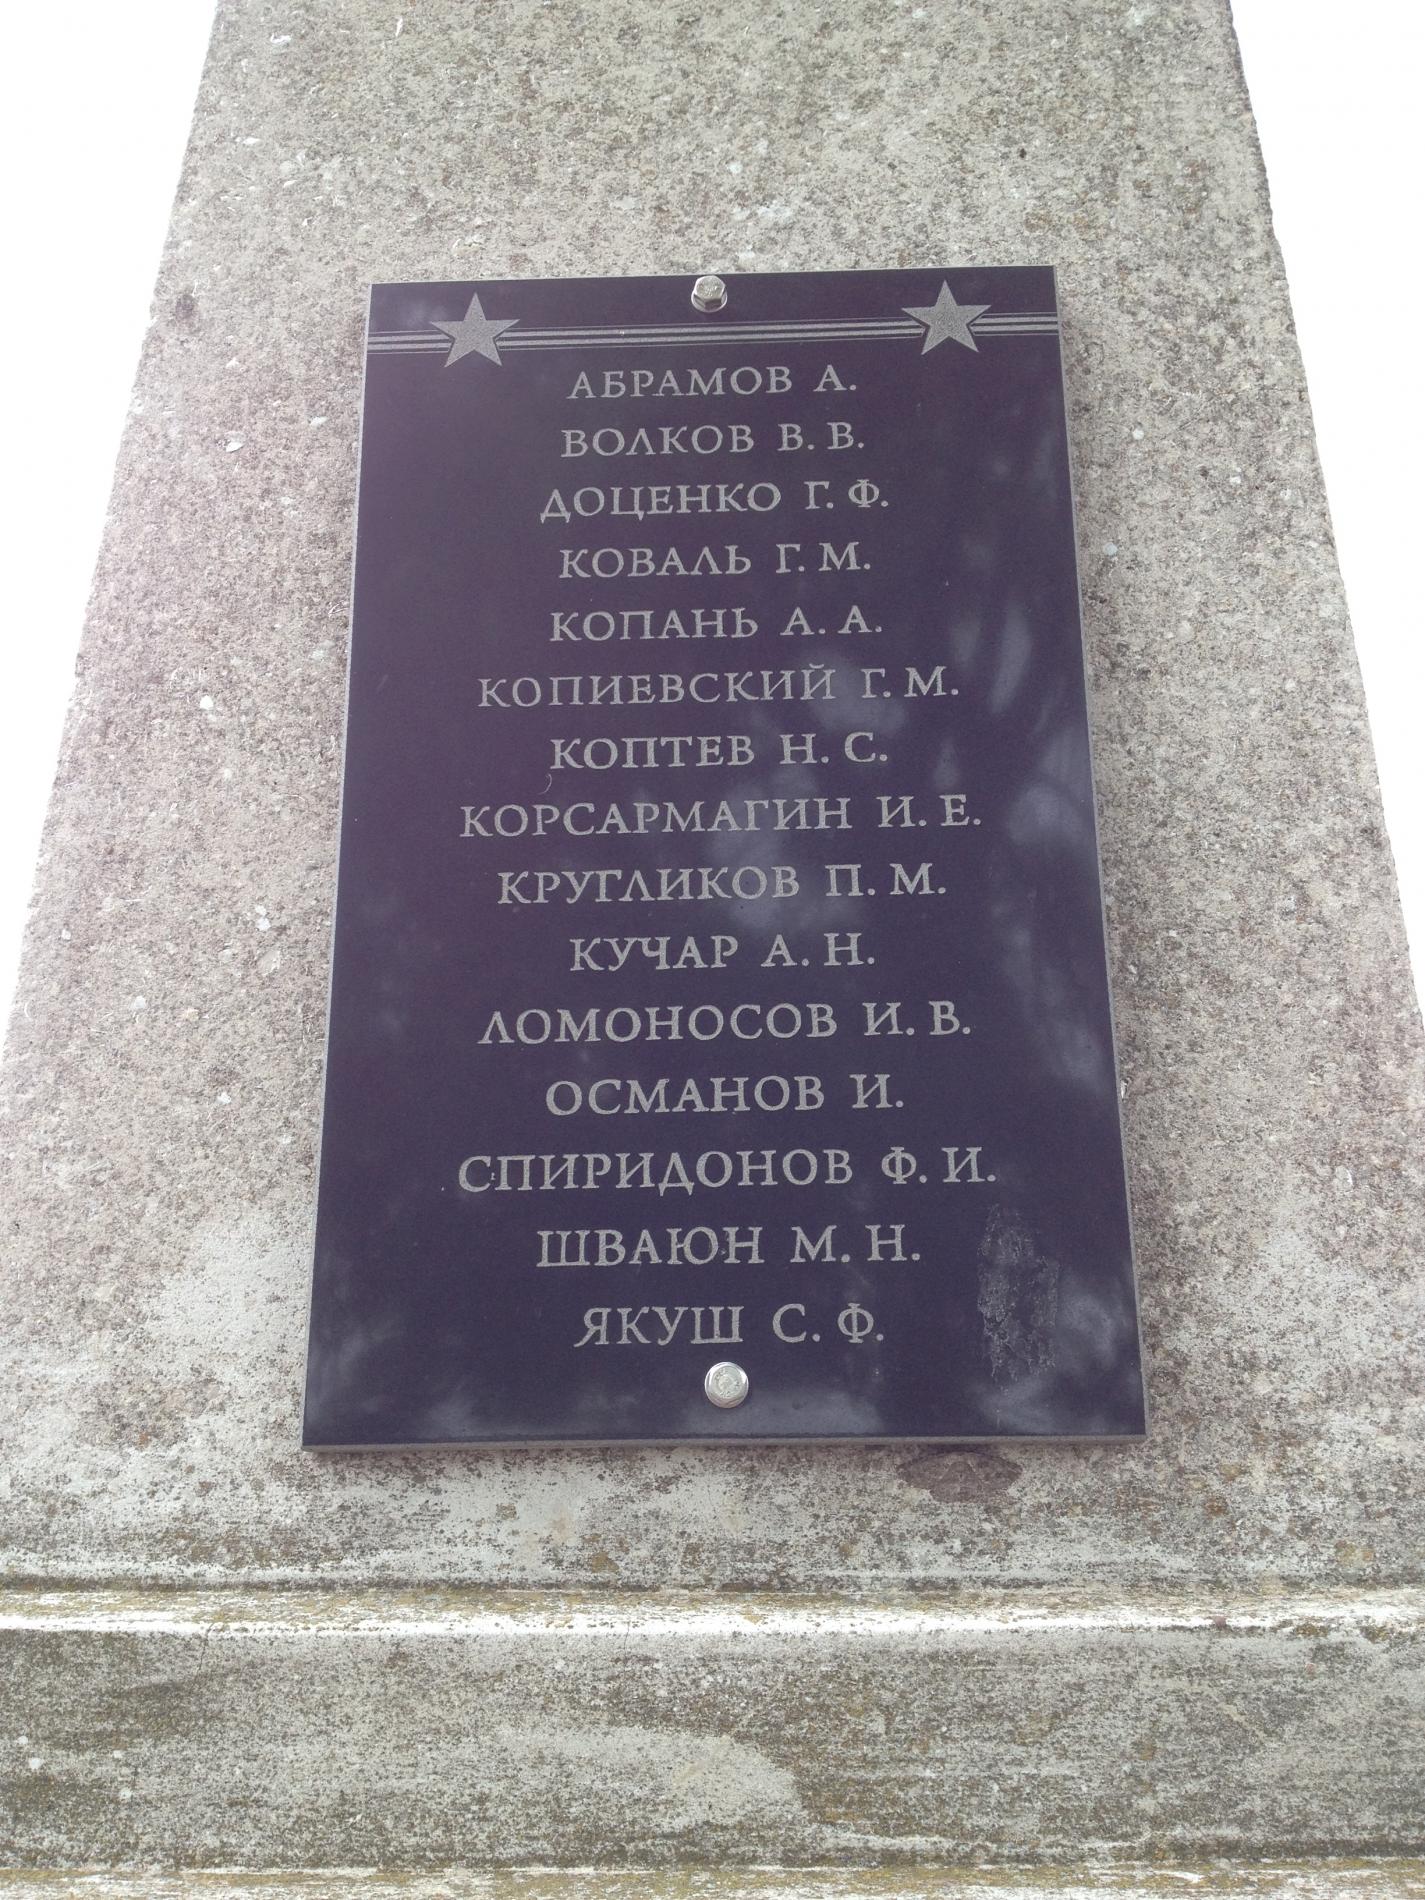 АБРАМОВ А.
ВОЛКОВ В. В.
ДОЦЕНКО Г. Ф.
КОВАЛЬ Г. М.
КОПАНЬ А. А.
КОПИЕВСКИЙ Г. М.
КОПТЕВ Н. С.
КОРСАРМАГИН И. Е.
КРУГЛИКОВ П. М.
КУЧАР А. Н.
ЛОМОНОСОВ И. В.
ОСМАНОВ И.
СПИРИДОНОВ Ф. И.
ШВАЮН М. Н.
ЯКУШ С. Ф.